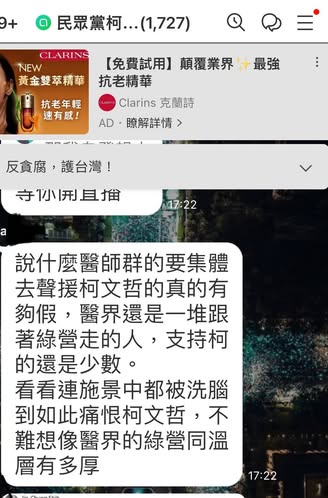 9+
民眾黨柯...(1,727)
CLARINS
NEW
黃金雙萃精華
抗老年輕
速有感！
【免費試用】顛覆業界✨最強
抗老精華
Clarins 克蘭詩
AD・瞭解詳情 >
反貪腐，護台灣！
等你開直播
17:22
a
說什麼醫師群的要集體
去聲援柯文哲的真的有
夠假，醫界還是一堆跟
著綠營走的人，支持柯
的還是少數。
看看連施景中都被洗腦
到如此痛恨柯文哲，不
難想像醫界的綠營同溫
層有多厚
17:22